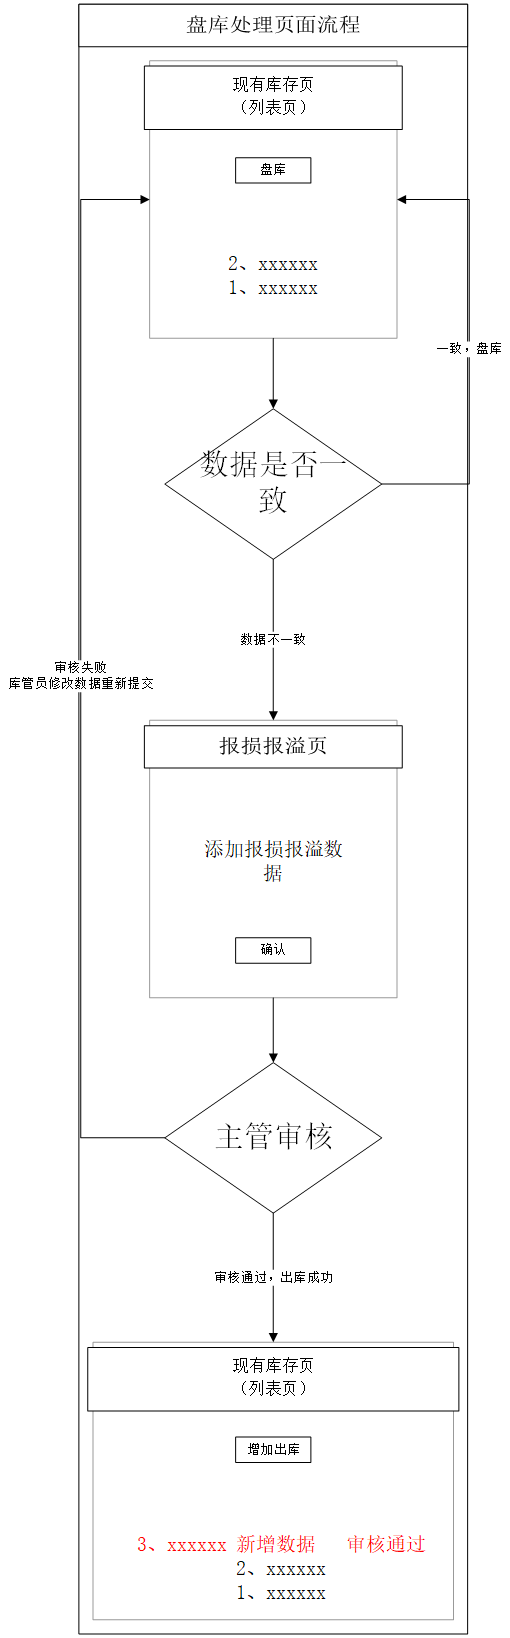 盘库处理页面流程
现有库存页
（列表页）
盘库
2、xxxxxx
1、xxxxxx
一致，盘库
数据是否一
致
数据不一致
审核失败
库管员修改数据重新提交
报损报溢页
添加报损报溢数
据
确认
主管审核
审核通过，出库成功
现有库存页
（列表页）
增加出库
3、xxxxxx 新增数据 审核通过
2、xxxxxx
1、xxxxxx